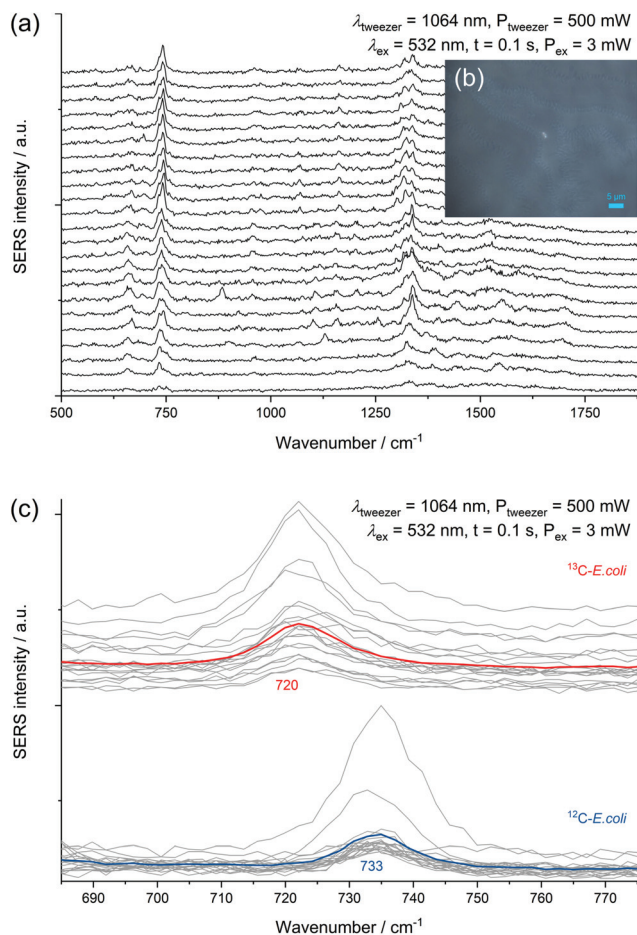 (a)
λtweezer = 1064 nm, Ptweezer = 500 mW
λex = 532 nm, t = 0.1 s, Pex = 3 mW
(b)
5 µm
SERS intensity / a.u.
500 750 1000 1250 1500 1750
Wavenumber / cm⁻¹
(c)
λtweezer = 1064 nm, Ptweezer = 500 mW
λex = 532 nm, t = 0.1 s, Pex = 3 mW
¹³C-E.coli
720
SERS intensity / a.u.
¹²C-E.coli
733
690 700 710 720 730 740 750 760 770
Wavenumber / cm⁻¹